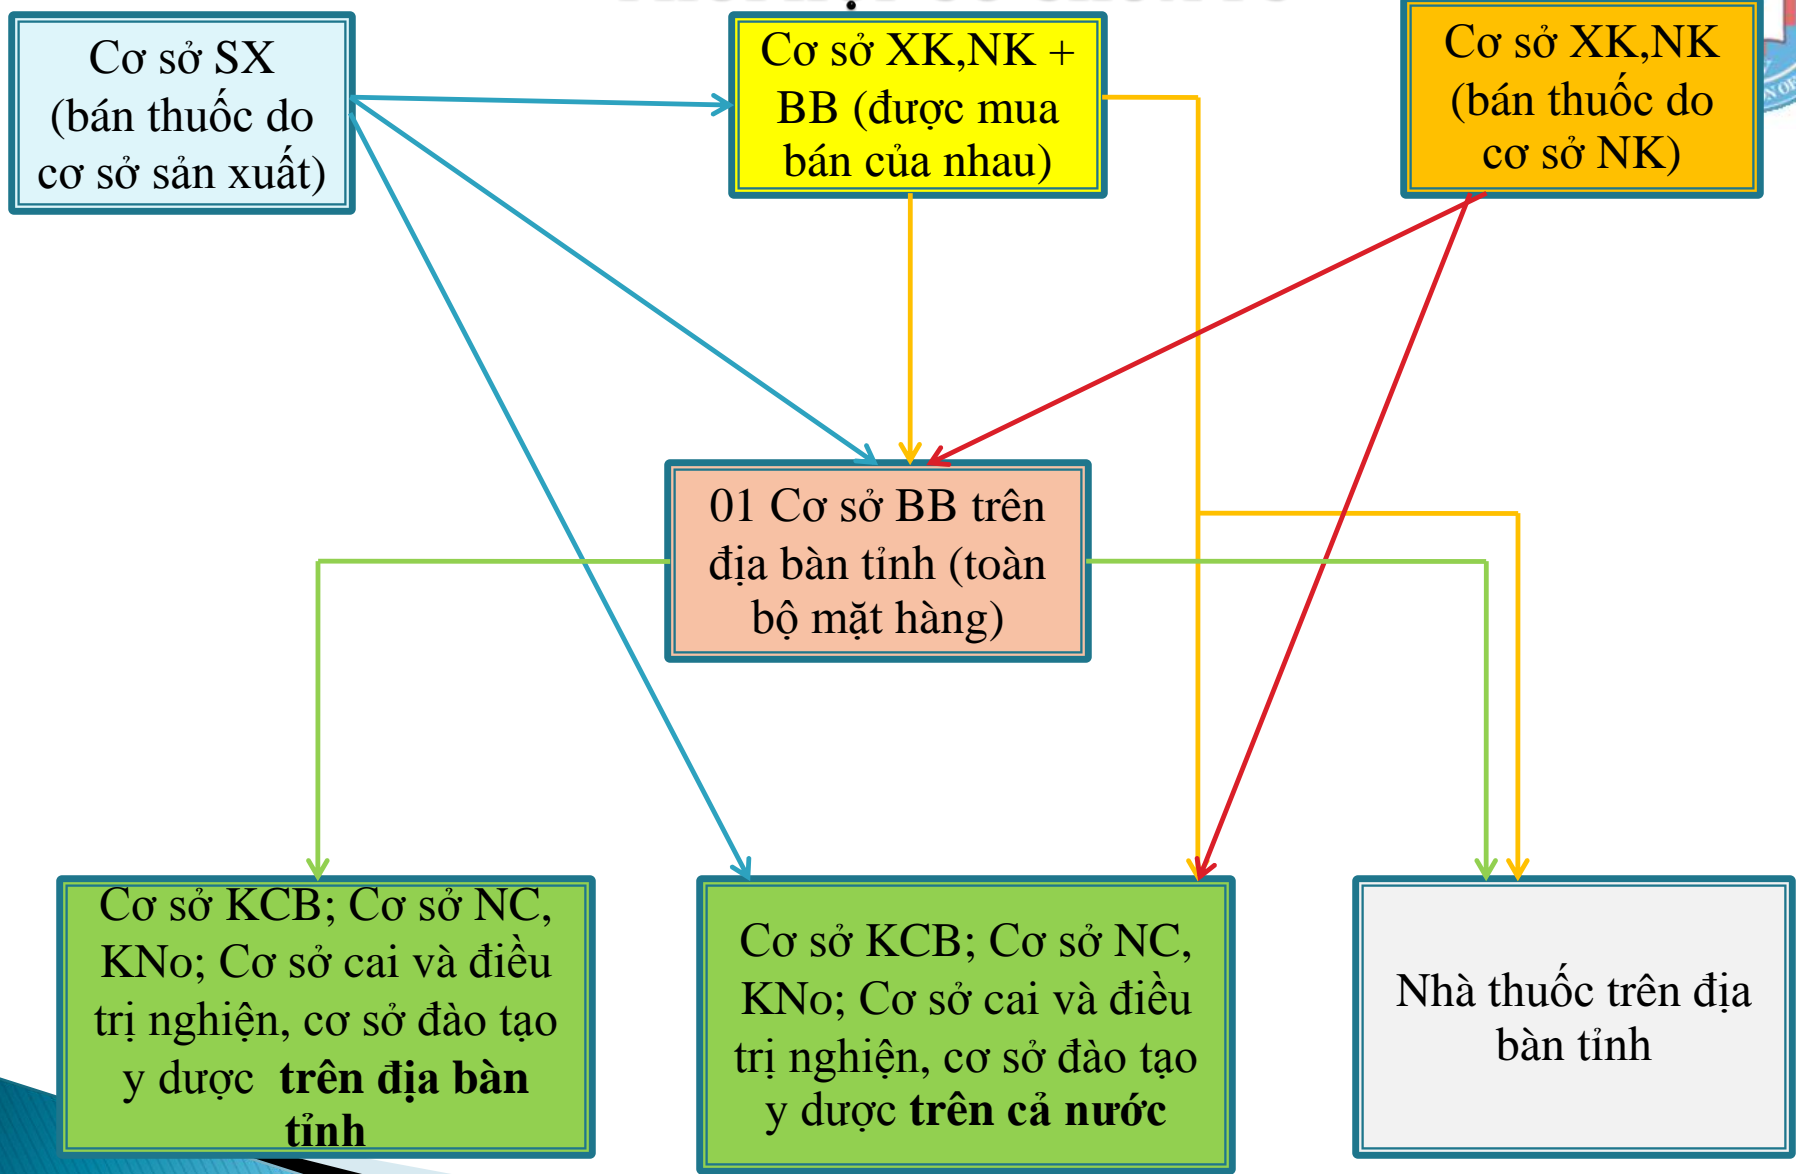 Cơ sở SX
(bán thuốc do
cơ sở sản xuất)
Cơ sở XK,NK +
BB (được mua
bán của nhau)
Cơ sở XK,NK
(bán thuốc do
cơ sở NK)
01 Cơ sở BB trên
địa bàn tỉnh (toàn
bộ mặt hàng)
Cơ sở KCB; Cơ sở NC,
KNo; Cơ sở cai và điều
trị nghiện, cơ sở đào tạo
y dược trên địa bàn
tỉnh
Cơ sở KCB; Cơ sở NC,
KNo; Cơ sở cai và điều
trị nghiện, cơ sở đào tạo
y dược trên cả nước
Nhà thuốc trên địa
bàn tỉnh